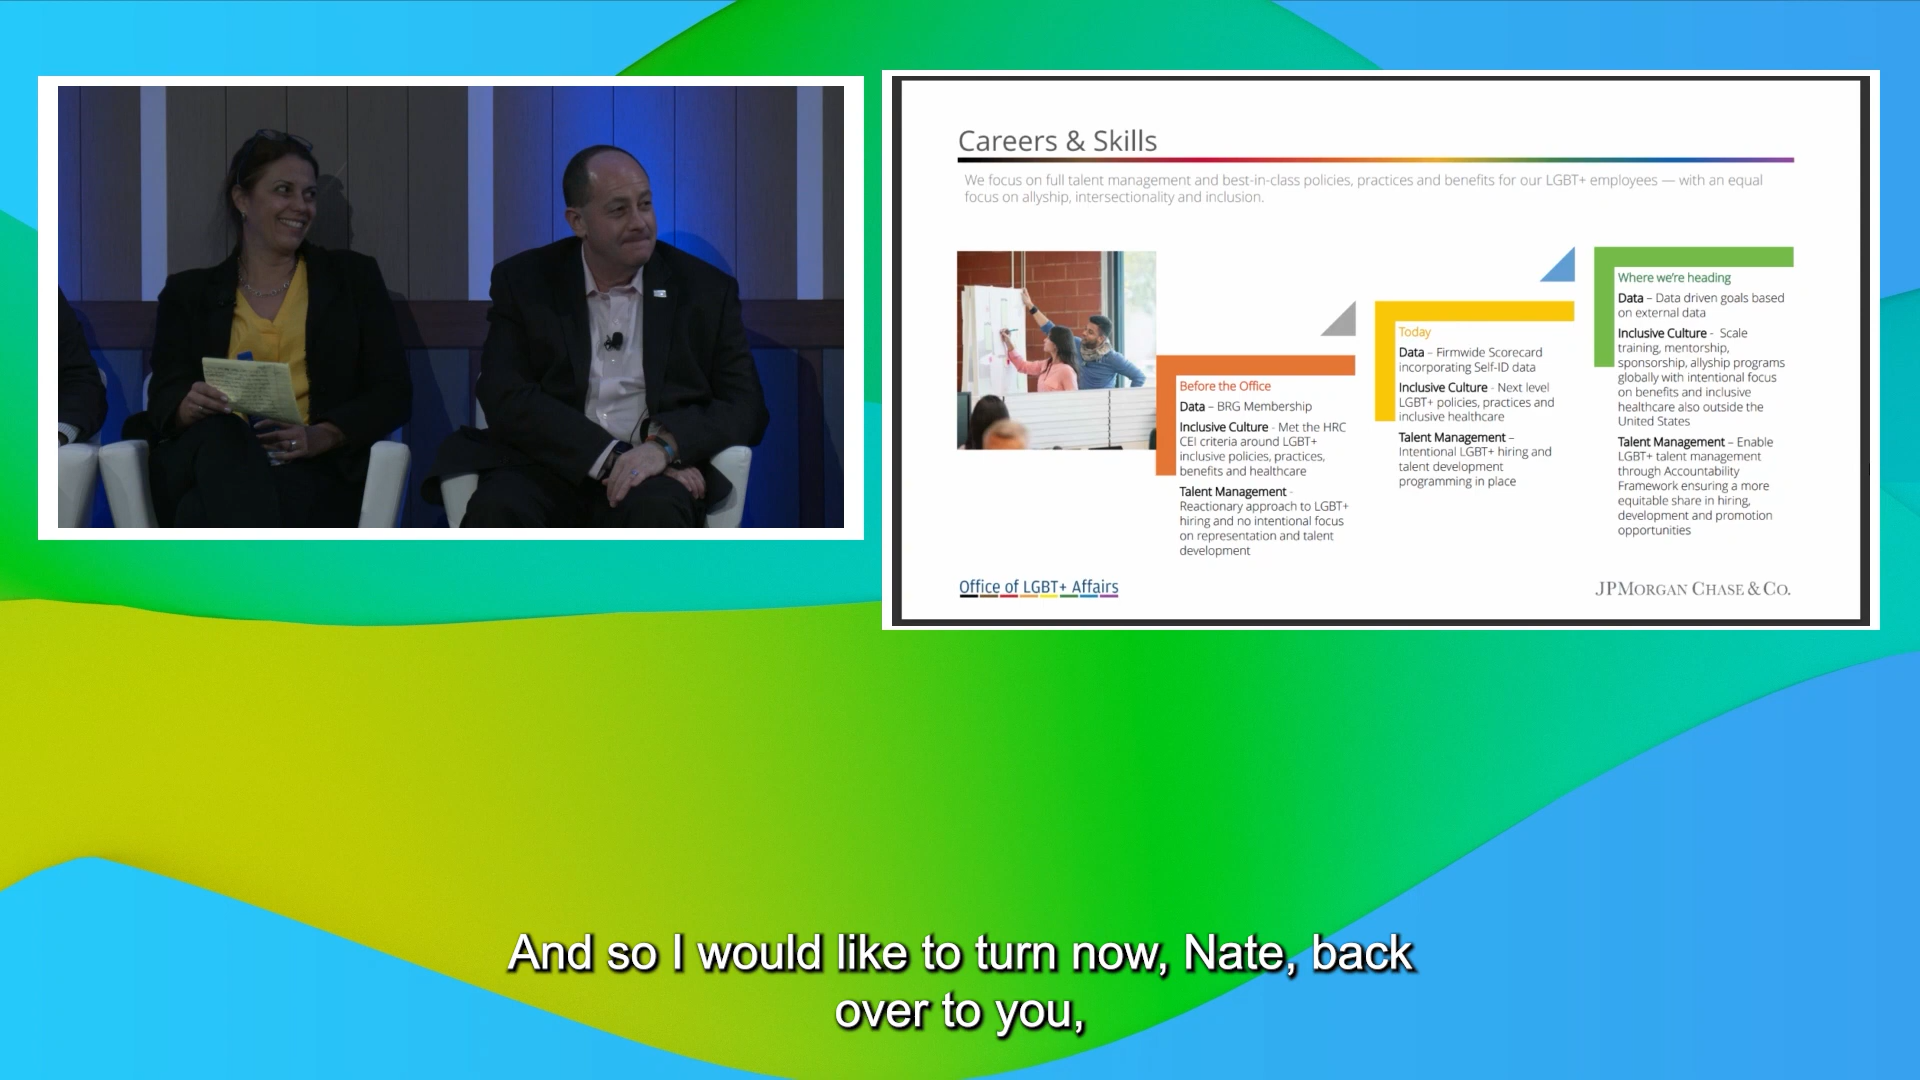 Careers & Skills
We focus on full talent management and best-in-class policies, practices and benefits for our LGBT+ employees — with an equal
focus on allyship, intersectionality and inclusion.
Before the Office
Data – BRG Membership
Inclusive Culture - Met the HRC
CEI criteria around LGBT+
inclusive policies, practices,
benefits and healthcare
Talent Management -
Reactionary approach to LGBT+
hiring and no intentional focus
on representation and talent
development
Today
Data – Firmwide Scorecard
incorporating Self-ID data
Inclusive Culture - Next level
LGBT+ policies, practices and
inclusive healthcare
Talent Management –
Intentional LGBT+ hiring and
talent development
programming in place
Where we're heading
Data – Data driven goals based
on external data
Inclusive Culture - Scale
training, mentorship,
sponsorship, allyship programs
globally with intentional focus
on benefits and inclusive
healthcare also outside the
United States
Talent Management – Enable
LGBT+ talent management
through Accountability
Framework ensuring a more
equitable share in hiring,
development and promotion
opportunities
Office of LGBT+ Affairs
JPMORGAN CHASE & CO.
And so I would like to turn now, Nate, back
over to you,